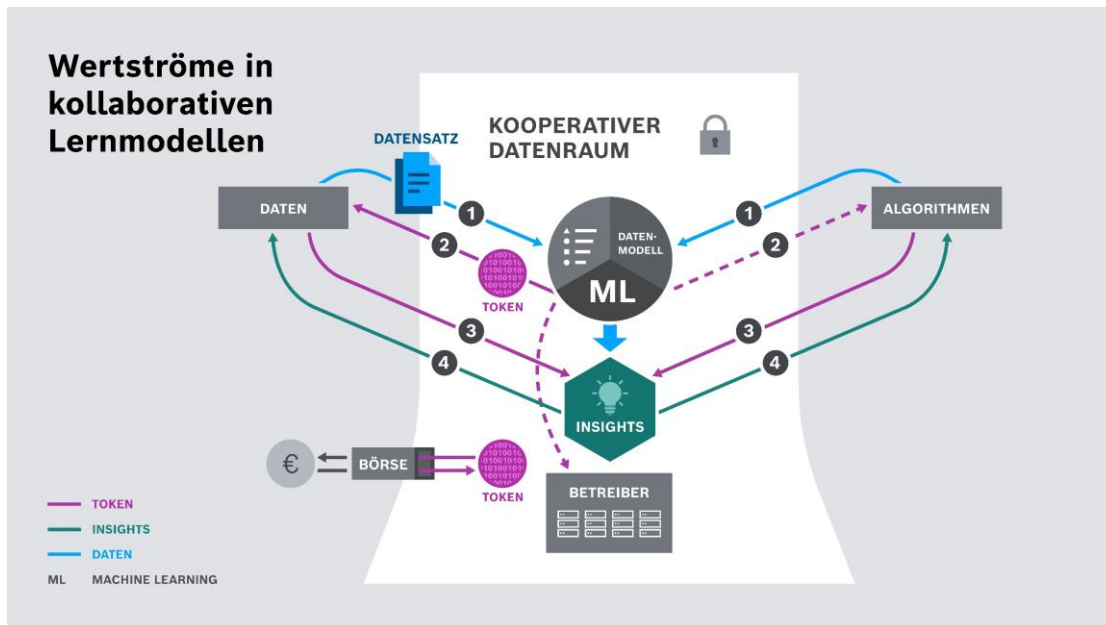 Wertströme in
kollaborativen
Lernmodellen
DATENSATZ
KOOPERATIVER
DATENRAUM
DATEN
ALGORITHMEN
1
1
2
2
DATEN-
MODELL
ML
TOKEN
3
3
4
4
INSIGHTS
€
BÖRSE
TOKEN
BETREIBER
TOKEN
INSIGHTS
DATEN
ML MACHINE LEARNING